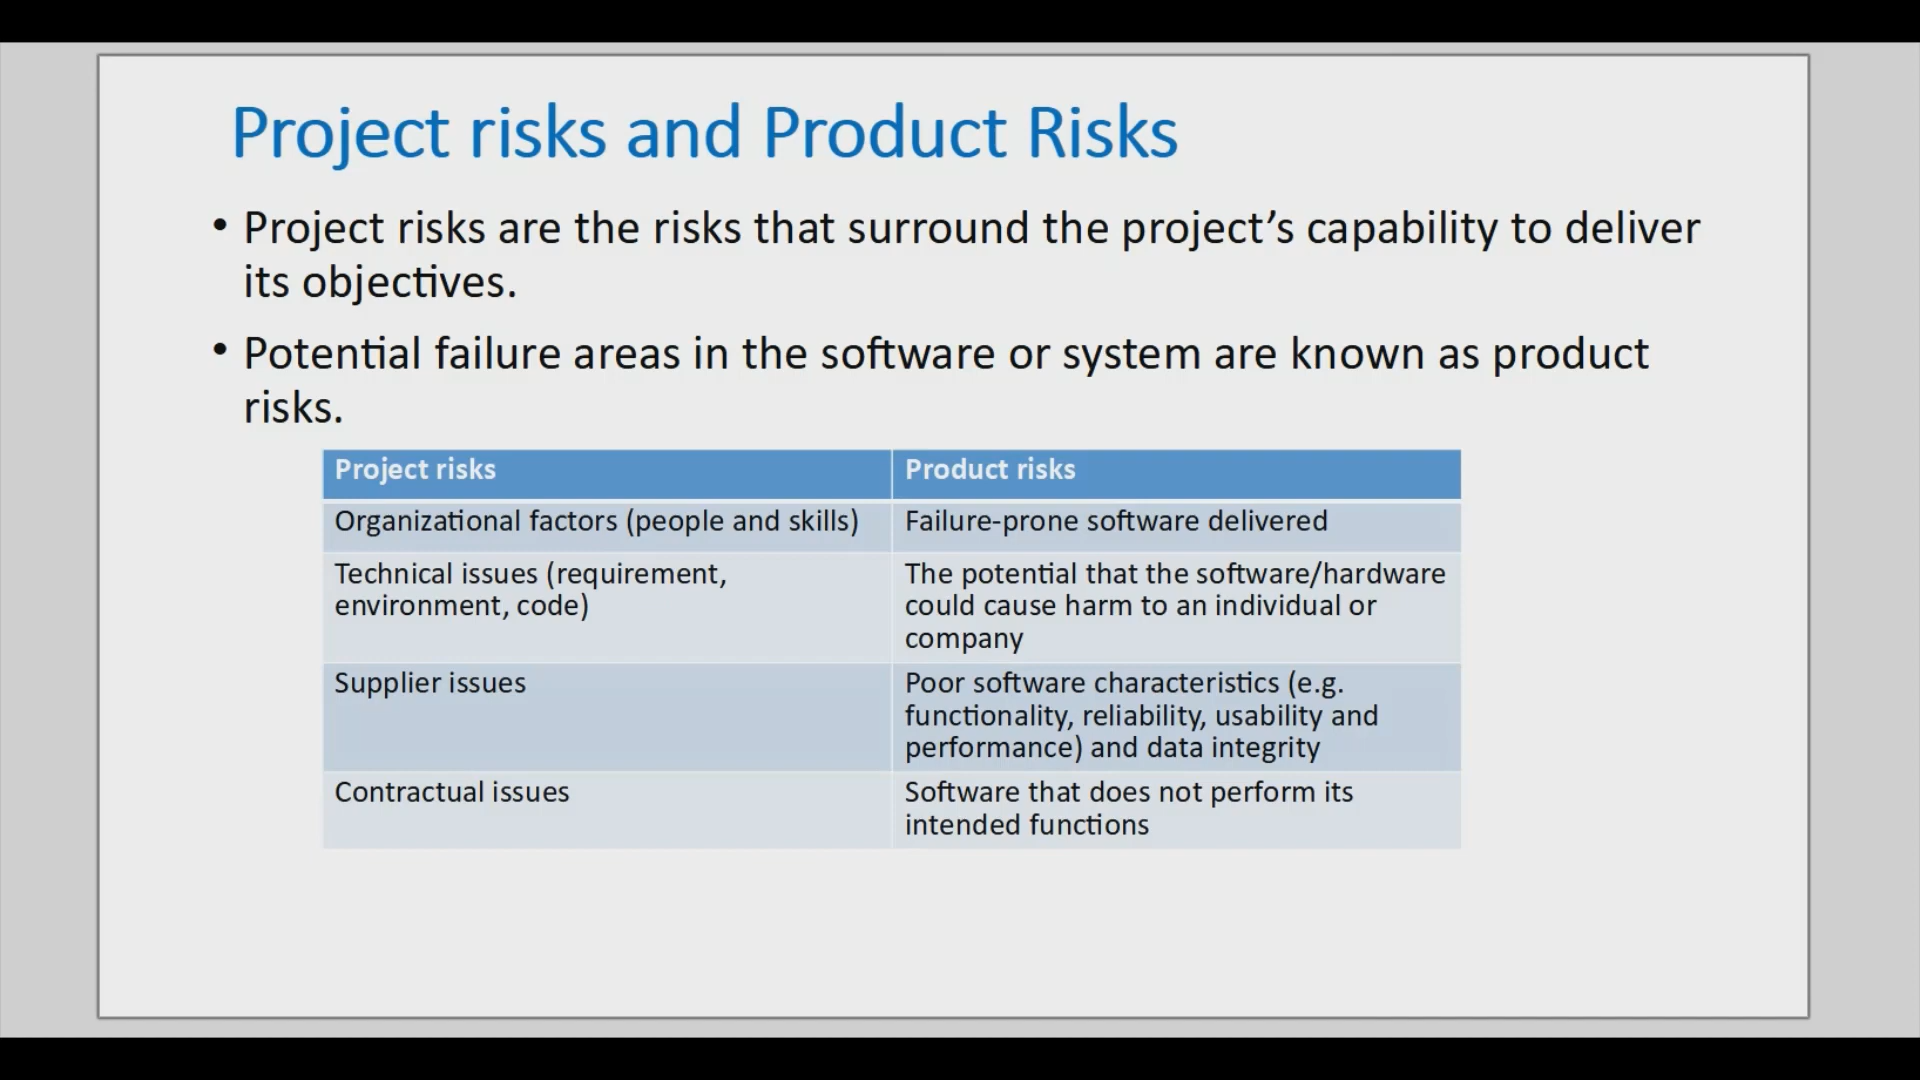 Project risks and Product Risks
• Project risks are the risks that surround the project’s capability to deliver
its objectives.
• Potential failure areas in the software or system are known as product
risks.
Project risks
Product risks
Organizational factors (people and skills)
Failure-prone software delivered
Technical issues (requirement,
environment, code)
The potential that the software/hardware
could cause harm to an individual or
company
Supplier issues
Poor software characteristics (e.g.
functionality, reliability, usability and
performance) and data integrity
Contractual issues
Software that does not perform its
intended functions